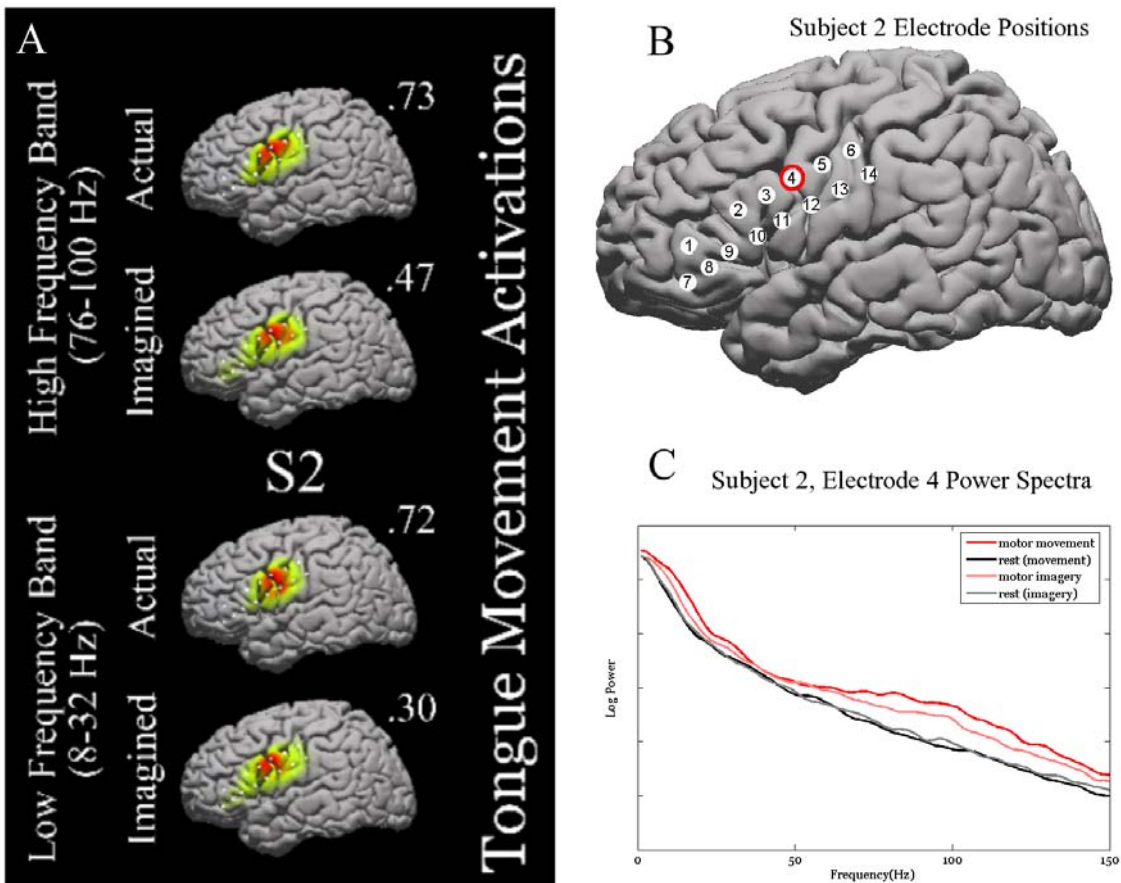 A
High Frequency Band
(76-100 Hz)
Actual
.73
Imagined
.47
S2
Low Frequency Band
(8-32 Hz)
Actual
.72
Imagined
.30
Tongue Movement Activations
B
Subject 2 Electrode Positions
6
5
4
14
13
3
12
2
11
10
1
9
8
7
C
Subject 2, Electrode 4 Power Spectra
motor movement
rest (movement)
motor imagery
rest (imagery)
Log Power
0
50
100
150
Frequency(Hz)